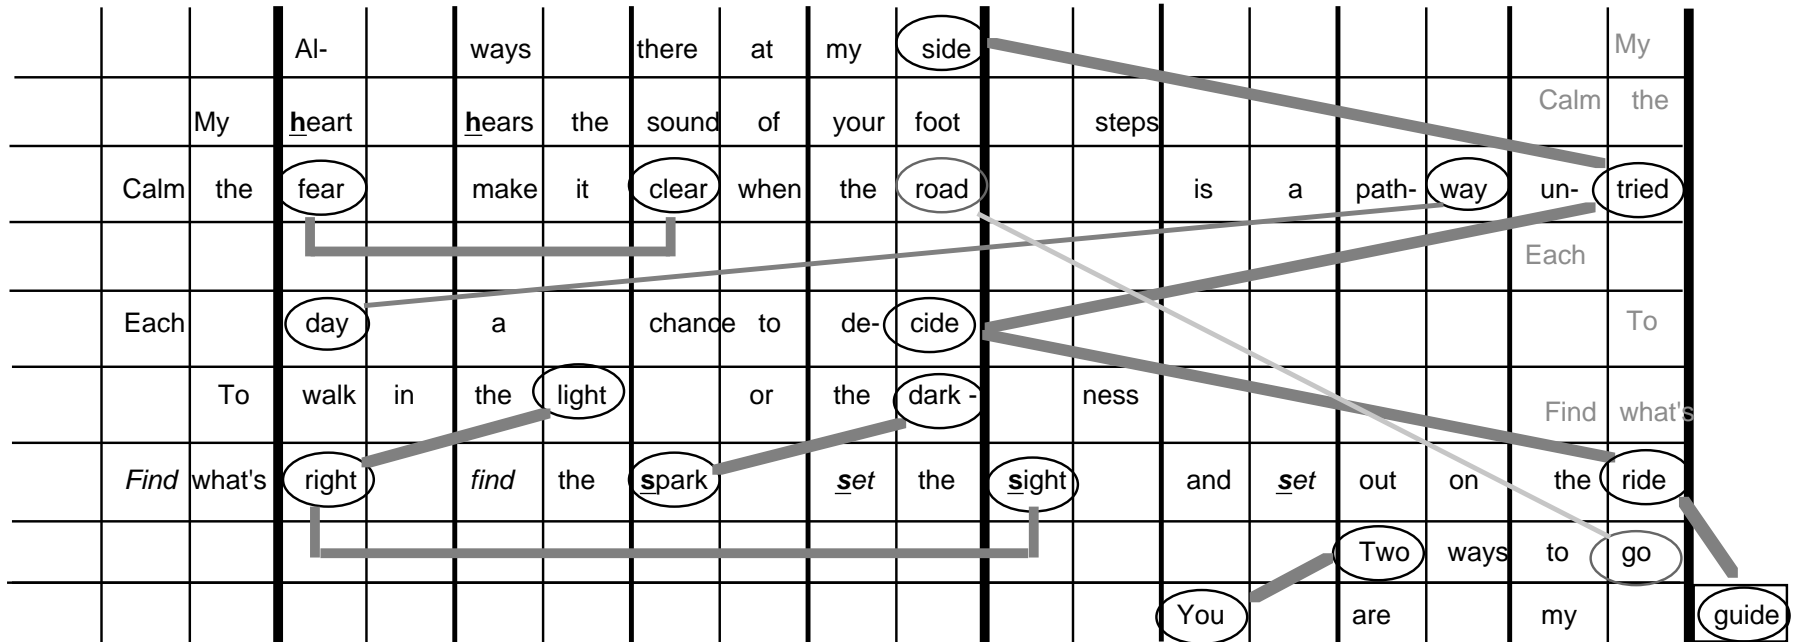 Al- ways there at my side My
Calm the
My heart hears the sound of your foot steps
Calm the fear make it clear when the road is a path- way un- tried
Each
Each day a chance to de- cide To
To walk in the light or the dark - ness Find what's
Find what's right find the spark set the sight and set out on the ride
Two ways to go
You are my guide